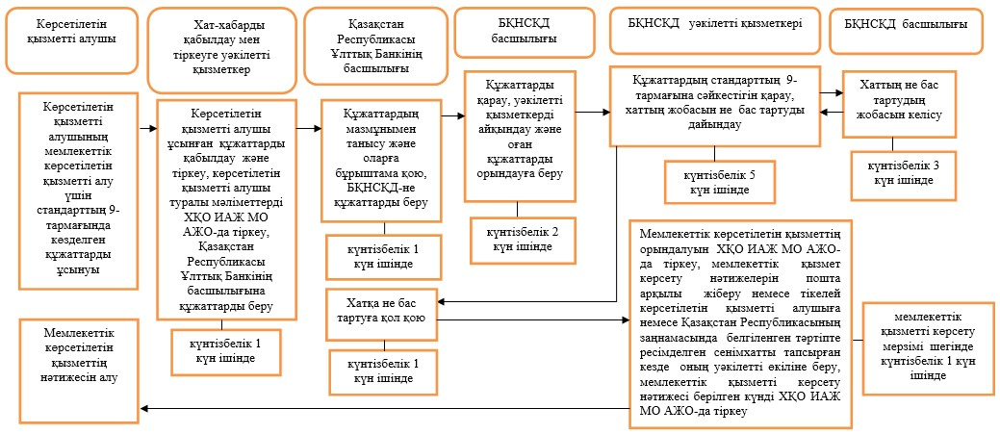 Көрсетілетін
қызметті алушы
Хат-хабарды
қабылдау мен
тіркеуге уәкілетті
қызметкер
Қазақстан
Республикасы
Ұлттық Банкінің
басшылығы
БҚНСҚД
басшылығы
БҚНСҚД уәкілетті қызметкері
БҚНСҚД басшылығы
Көрсетілетін
қызметті
алушының
мемлекеттік
көрсетілетін
қызметті алу
үшін
стандарттың 9-
тармағында
көзделген
құжаттарды
ұсынуы
Көрсетілетін
қызметті алушы
ұсынған құжаттарды
қабылдау және
тіркеу, көрсетілетін
қызметті алушы
туралы мәліметтерді
ХҚО ИАЖ МО
АЖО-да тіркеу,
Қазақстан
Республикасы
Ұлттық Банкінің
басшылығына
құжаттарды беру
күнтізбелік 1
күн ішінде
Құжаттардың
мазмұнымен
танысу және
оларға
бұрыштама қою,
БҚНСҚД-не
құжаттарды беру
күнтізбелік 1
күн ішінде
Құжаттарды
қарау, уәкілетті
қызметкерді
айқындау және
оған
құжаттарды
орындауға беру
күнтізбелік 2
күн ішінде
Құжаттардың стандарттың 9-
тармағына сәйкестігін қарау,
хаттың жобасын не бас тартуды
дайындау
күнтізбелік 5
күн ішінде
Хаттың не бас
тартудың
жобасын келісу
күнтізбелік 3
күн ішінде
Хатқа не бас
тартуға қол қою
күнтізбелік 1
күн ішінде
Мемлекеттік көрсетілетін қызметтің
орындалуын ХҚО ИАЖ МО АЖО-
да тіркеу, мемлекеттік қызмет
көрсету нәтижелерін пошта
арқылы жіберу немесе тікелей
көрсетілетін қызметті алушыға
немесе Қазақстан Республикасының
заңнамасында белгіленген тәртіпте
ресімделген сенімхатты тапсырған
кезде оның уәкілетті өкіліне беру,
мемлекеттік қызметті көрсету
нәтижесі берілген күнді ХҚО ИАЖ
МО АЖО-да тіркеу
мемлекеттік
қызметті көрсету
мерзімі шегінде
күнтізбелік 1 күн
ішінде
Мемлекеттік
көрсетілетін
қызметтің
нәтижесін алу